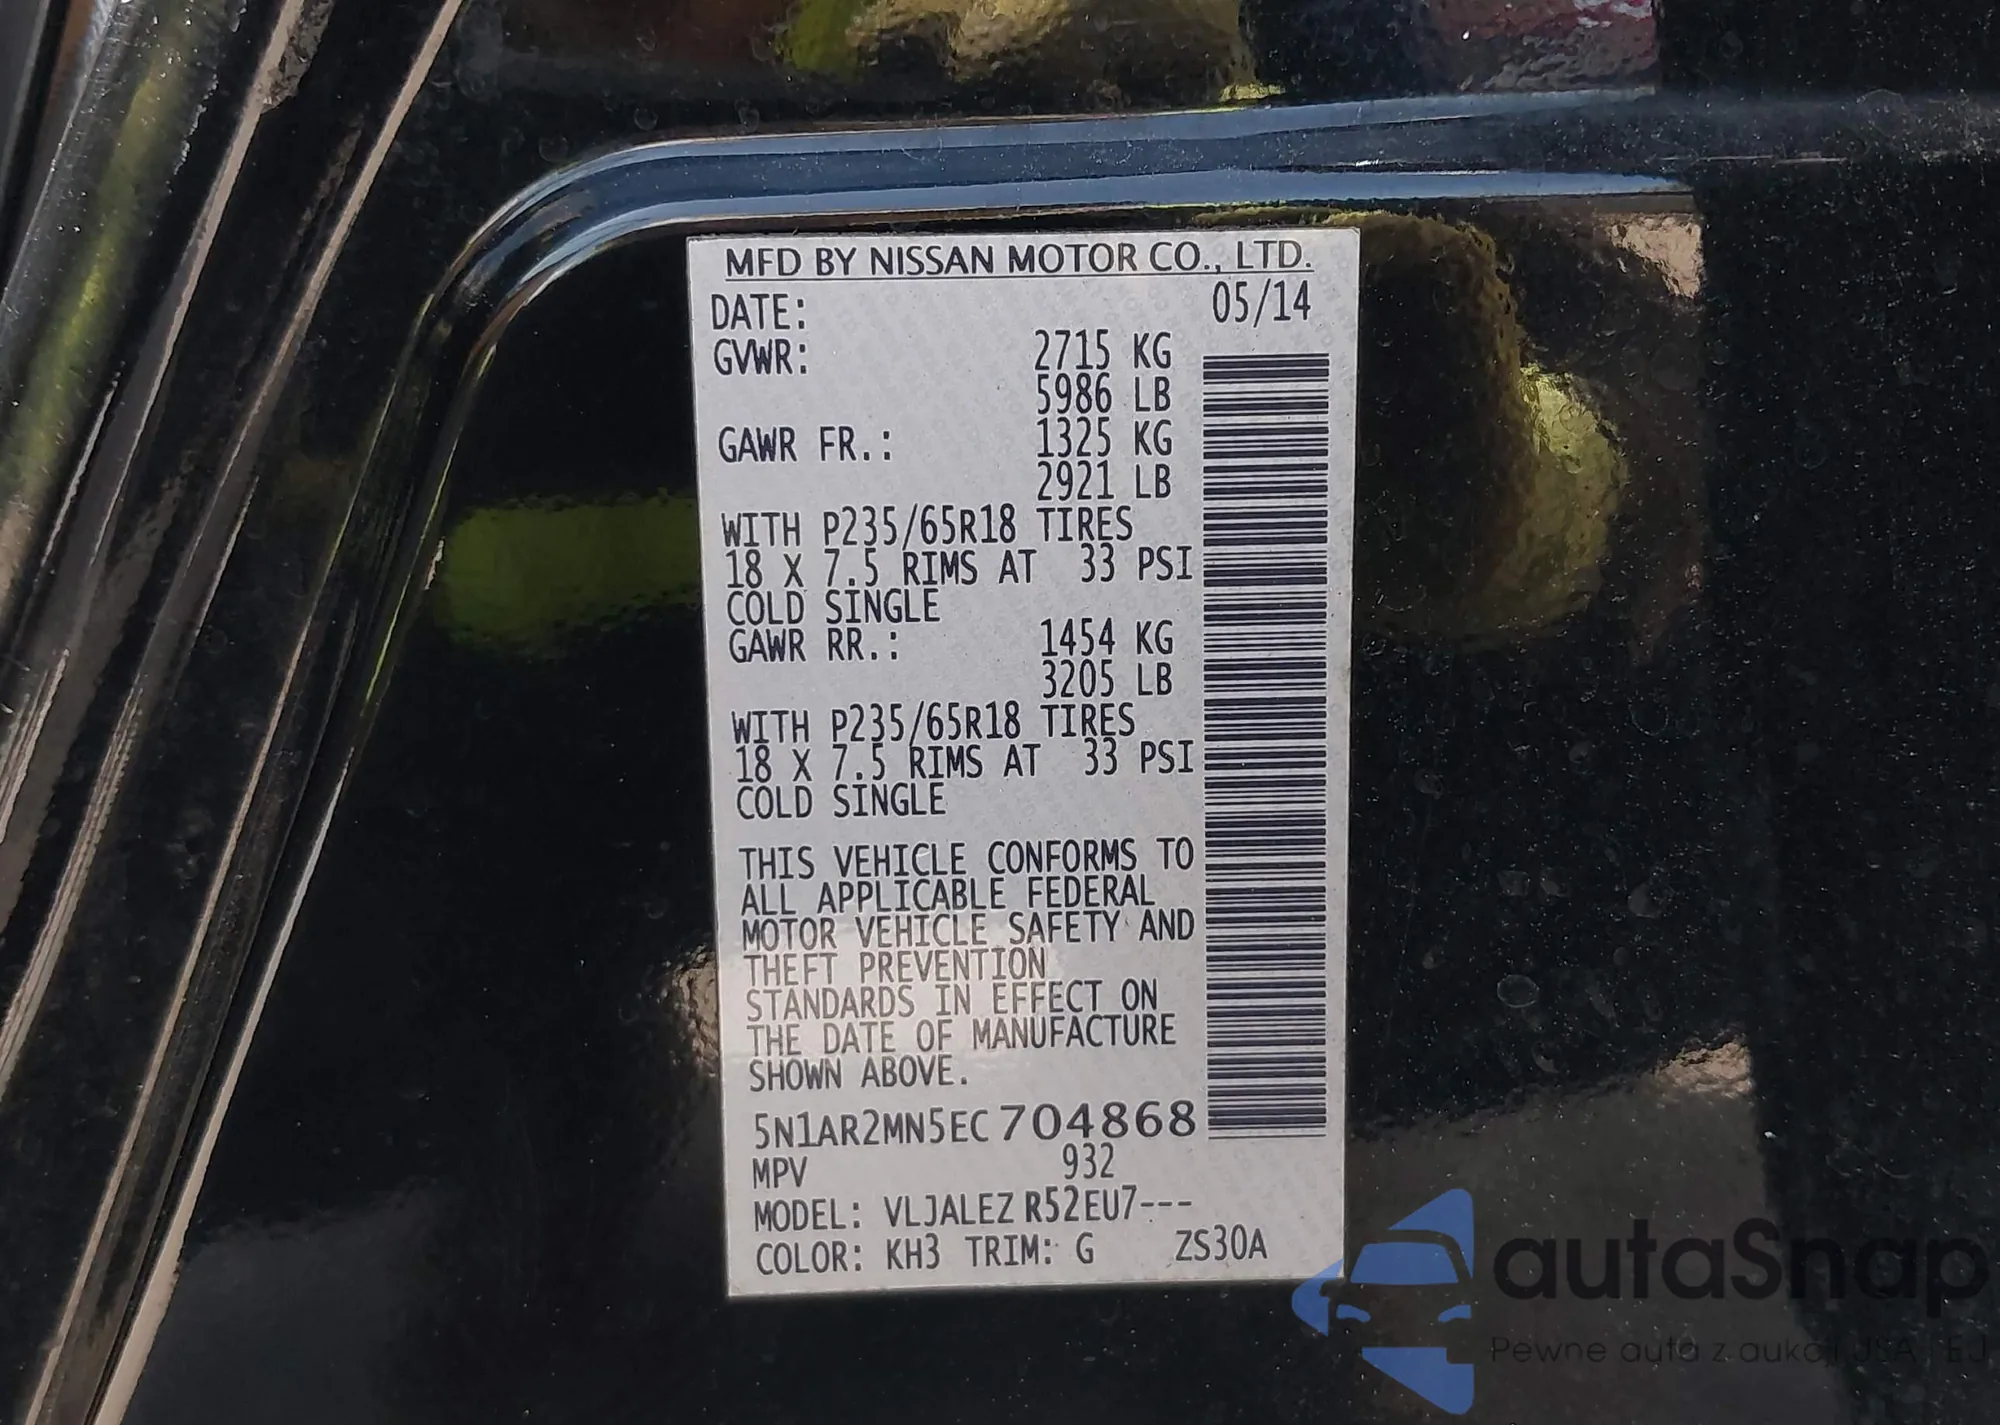 MFD BY NISSAN MOTOR CO., LTD.
DATE: 05/14
GVWR: 2715 KG
5986 LB
GAWR FR.: 1325 KG
2921 LB
WITH P235/65R18 TIRES
18 X 7.5 RIMS AT 33 PSI
COLD SINGLE
GAWR RR.: 1454 KG
3205 LB
WITH P235/65R18 TIRES
18 X 7.5 RIMS AT 33 PSI
COLD SINGLE
THIS VEHICLE CONFORMS TO
ALL APPLICABLE FEDERAL
MOTOR VEHICLE SAFETY AND
THEFT PREVENTION
STANDARDS IN EFFECT ON
THE DATE OF MANUFACTURE
SHOWN ABOVE.
5N1AR2MN5EC704868
MPV 932
MODEL: VLJALEZ R52EU7---
COLOR: KH3 TRIM: G ZS30A
autaSnap
Pewne auta z aukcji